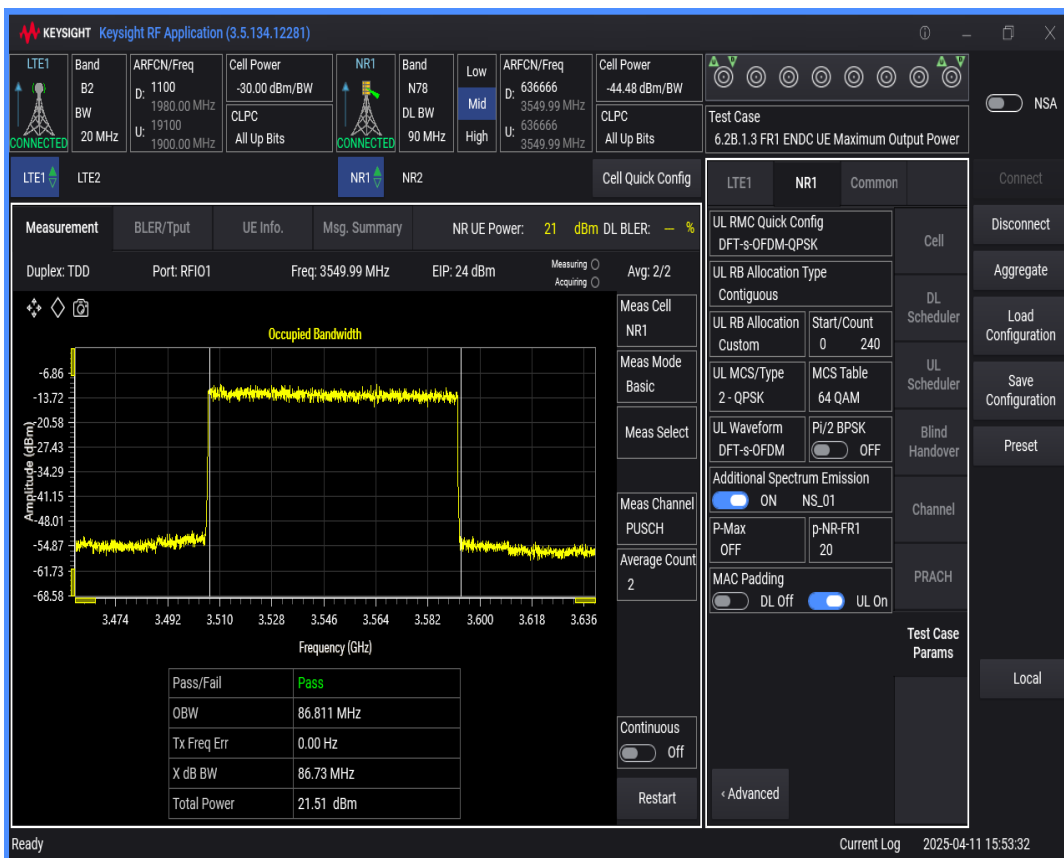 KEYSIGHT Keysight RF Application (3.5.134.12281)
LTE1
CONNECTED
Band
B2
BW
20 MHz
ARFCN/Freq
D: 1100
1980.00 MHz
U: 19100
1900.00 MHz
Cell Power
-30.00 dBm/BW
CLPC
All Up Bits
NR1
CONNECTED
Band
N78
DL BW
90 MHz
Low
Mid
High
ARFCN/Freq
D: 636666
3549.99 MHz
U: 636666
3549.99 MHz
Cell Power
-44.48 dBm/BW
CLPC
All Up Bits
Test Case
6.2B.1.3 FR1 ENDC UE Maximum Output Power
NSA
LTE1 LTE2 NR1 NR2 Cell Quick Config
Measurement BLER/Tput UE Info. Msg. Summary NR UE Power: 21 dBm DL BLER: -- %
Duplex: TDD Port: RFIO1 Freq: 3549.99 MHz EIP: 24 dBm Measuring Avg: 2/2
Acquiring
Occupied Bandwidth
Amplitude (dBm)
-6.86
-13.72
-20.58
-27.43
-34.29
-41.15
-48.01
-54.87
-61.73
-68.58
3.474 3.492 3.510 3.528 3.546 3.564 3.582 3.600 3.618 3.636
Frequency (GHz)
Pass/Fail Pass
OBW 86.811 MHz
Tx Freq Err 0.00 Hz
X dB BW 86.73 MHz
Total Power 21.51 dBm
Meas Cell
NR1
Meas Mode
Basic
Meas Select
Meas Channel
PUSCH
Average Count
2
Continuous
Off
Restart
LTE1 NR1 Common
UL RMC Quick Config
DFT-s-OFDM-QPSK
UL RB Allocation Type
Contiguous
UL RB Allocation Start/Count
Custom 0 240
UL MCS/Type MCS Table
2 - QPSK 64 QAM
UL Waveform Pi/2 BPSK
DFT-s-OFDM OFF
Additional Spectrum Emission
ON NS_01
P-Max p-NR-FR1
OFF 20
MAC Padding
DL Off UL On
‹ Advanced
Cell
DL
Scheduler
UL
Scheduler
Blind
Handover
Channel
PRACH
Test Case
Params
Connect
Disconnect
Aggregate
Load
Configuration
Save
Configuration
Preset
Local
Ready Current Log 2025-04-11 15:53:32